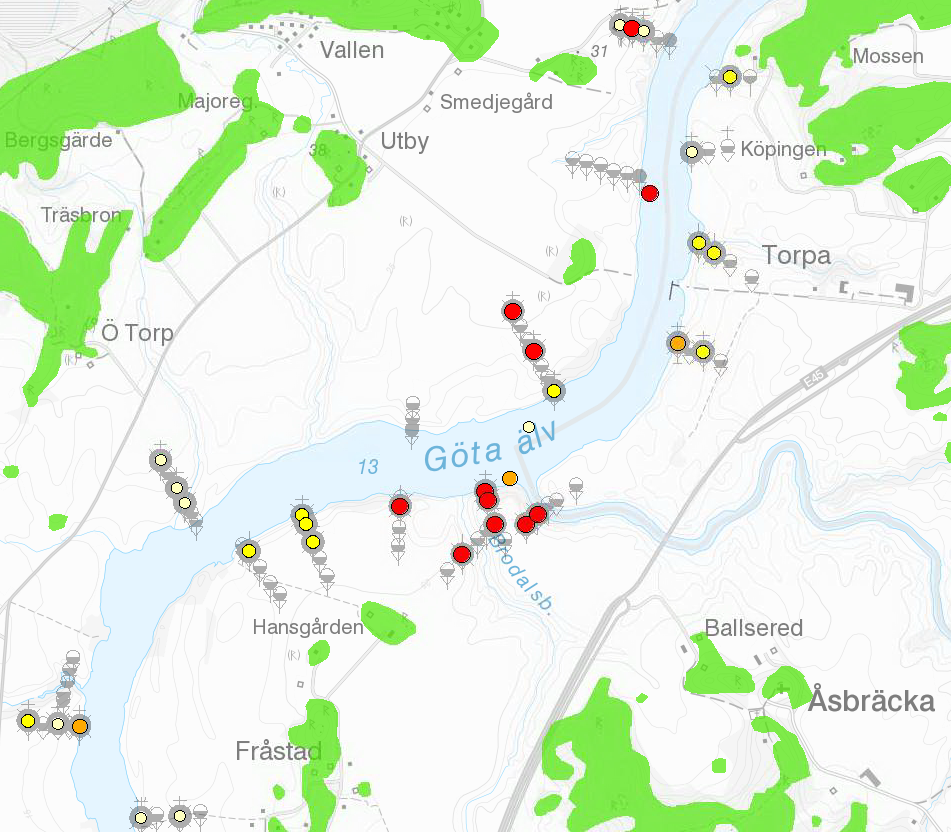 Vallen
31
Mossen
Majoreg.
Smedjegård
Bergsgärde
Utby
38
Köpingen
(R)
Träsbron
(R)
(R)
Torpa
(R)
Ö Torp
(R)
E45
Göta älv
13
Brodalsb.
Hansgården
Ballsered
(R)
Åsbräcka
Fråstad